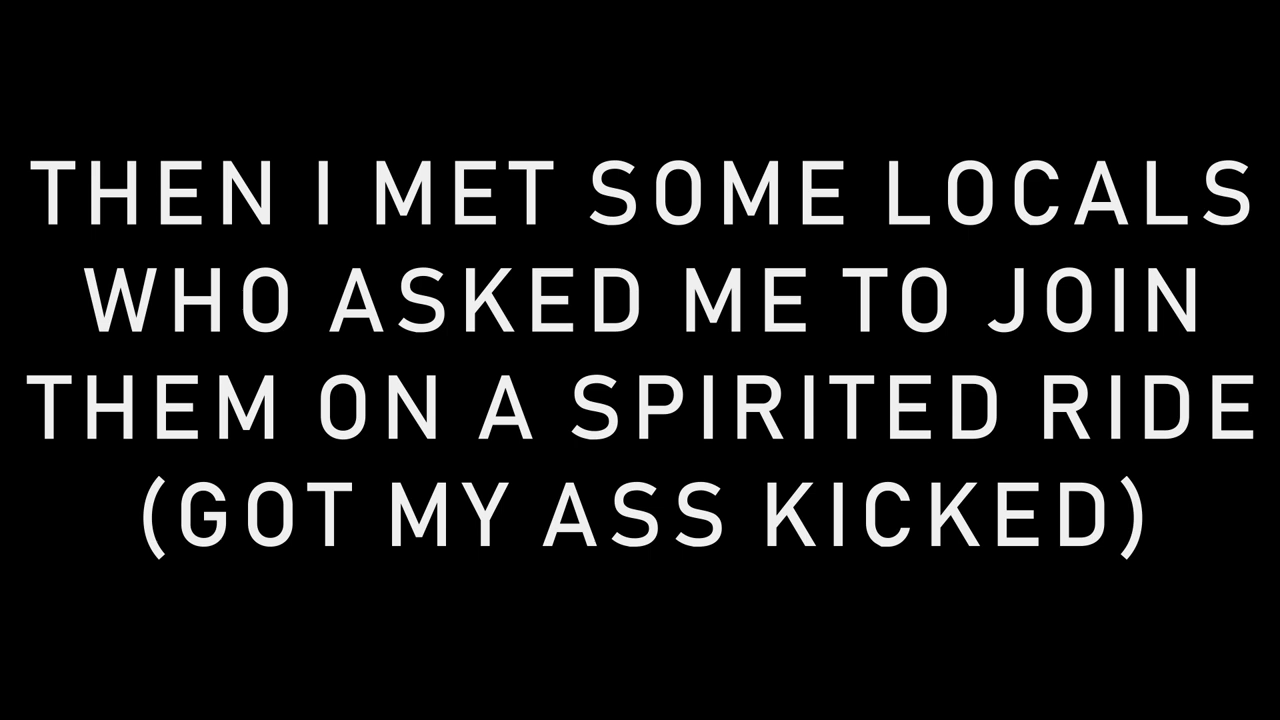 THEN I MET SOME LOCALS
WHO ASKED ME TO JOIN
THEM ON A SPIRITED RIDE
(GOT MY ASS KICKED)